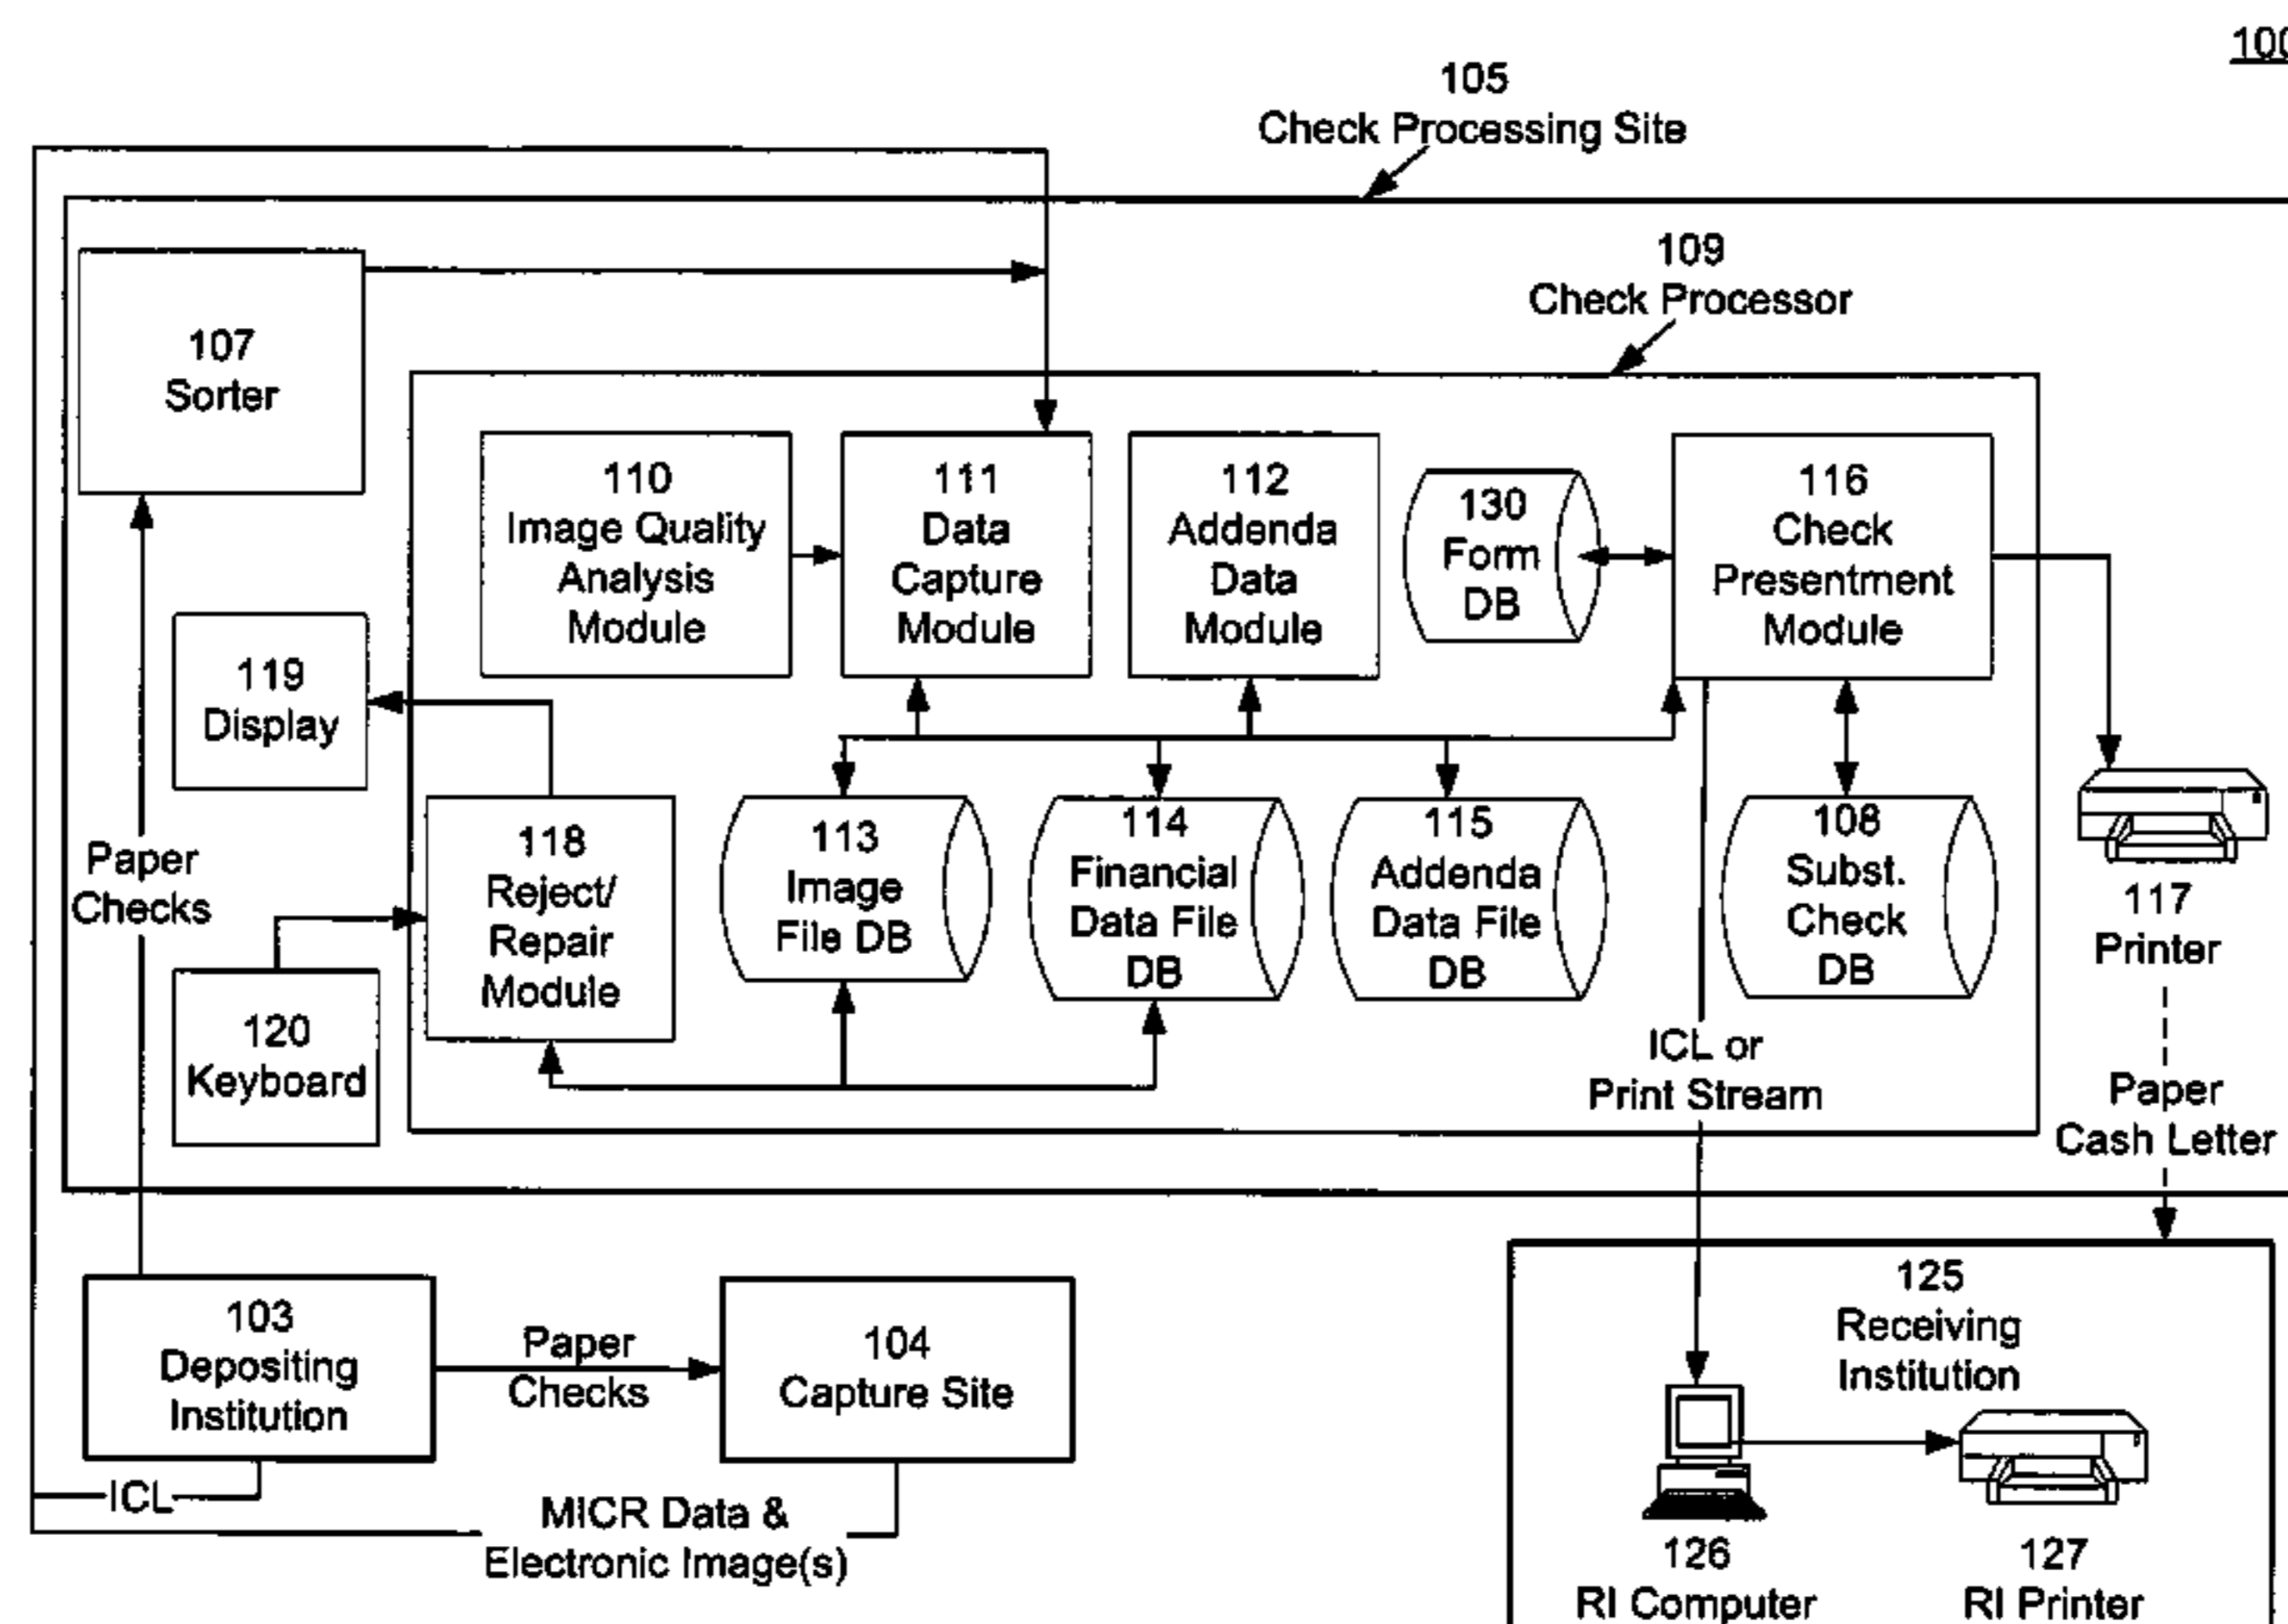 100
105
Check Processing Site
109
Check Processor
107
Sorter
110
Image Quality
Analysis
Module
111
Data
Capture
Module
112
Addenda
Data
Module
130
Form
DB
116
Check
Presentment
Module
119
Display
118
Reject/
Repair
Module
113
Image
File DB
114
Financial
Data File
DB
115
Addenda
Data File
DB
108
Subst.
Check
DB
117
Printer
Paper
Checks
120
Keyboard
ICL or
Print Stream
Paper
Cash Letter
103
Depositing
Institution
Paper
Checks
104
Capture Site
125
Receiving
Institution
ICL
MICR Data &
Electronic Image(s)
126
RI Computer
127
RI Printer